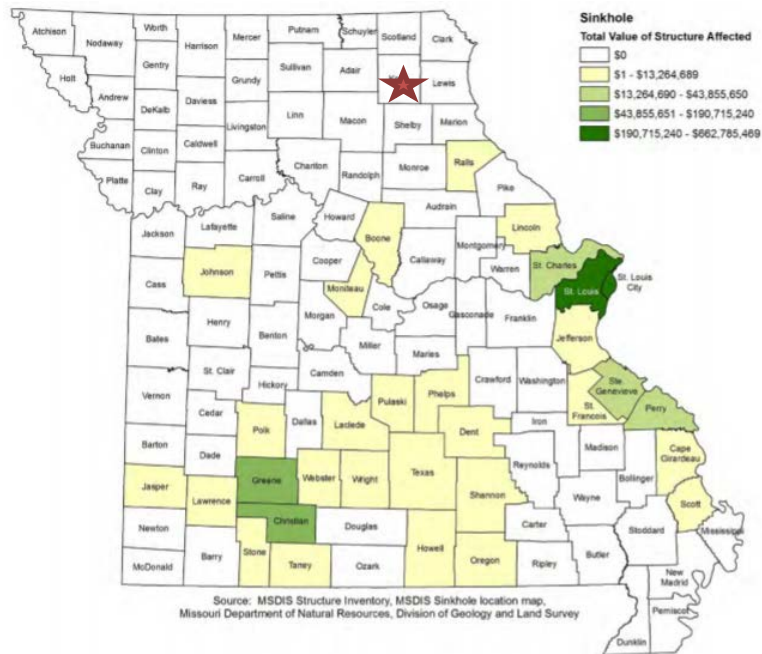 Sinkhole
Total Value of Structure Affected
$0
$1 - $13,264,689
$13,264,690 - $43,855,650
$43,855,651 - $190,715,240
$190,715,240 - $662,785,469
Atchison
Nodaway
Worth
Harrison
Mercer
Putnam
Schuyler
Scotland
Clark
Holt
Gentry
Grundy
Sullivan
Adair
Lewis
Andrew
DeKalb
Daviess
Livingston
Linn
Macon
Shelby
Marion
Buchanan
Clinton
Caldwell
Chariton
Randolph
Monroe
Ralls
Pike
Platte
Clay
Ray
Carroll
Audrain
Jackson
Lafayette
Saline
Howard
Boone
Callaway
Montgomery
Lincoln
Warren
St. Charles
St. Louis
St. Louis
City
Cass
Johnson
Pettis
Cooper
Moniteau
Cole
Osage
Gasconade
Franklin
Jefferson
Bates
Henry
Benton
Morgan
Miller
Maries
Vernon
St. Clair
Hickory
Camden
Pulaski
Phelps
Crawford
Washington
Ste.
Genevieve
St.
Francois
Perry
Cedar
Polk
Dallas
Laclede
Dent
Iron
Madison
Cape
Girardeau
Barton
Dade
Greene
Webster
Wright
Texas
Reynolds
Bollinger
Jasper
Lawrence
Shannon
Wayne
Scott
Newton
Christian
Douglas
Carter
Stoddard
Mississippi
McDonald
Barry
Stone
Taney
Ozark
Howell
Oregon
Ripley
Butler
New
Madrid
Pemiscot
Dunklin
Source: MSDIS Structure Inventory, MSDIS Sinkhole location map,
Missouri Department of Natural Resources, Division of Geology and Land Survey